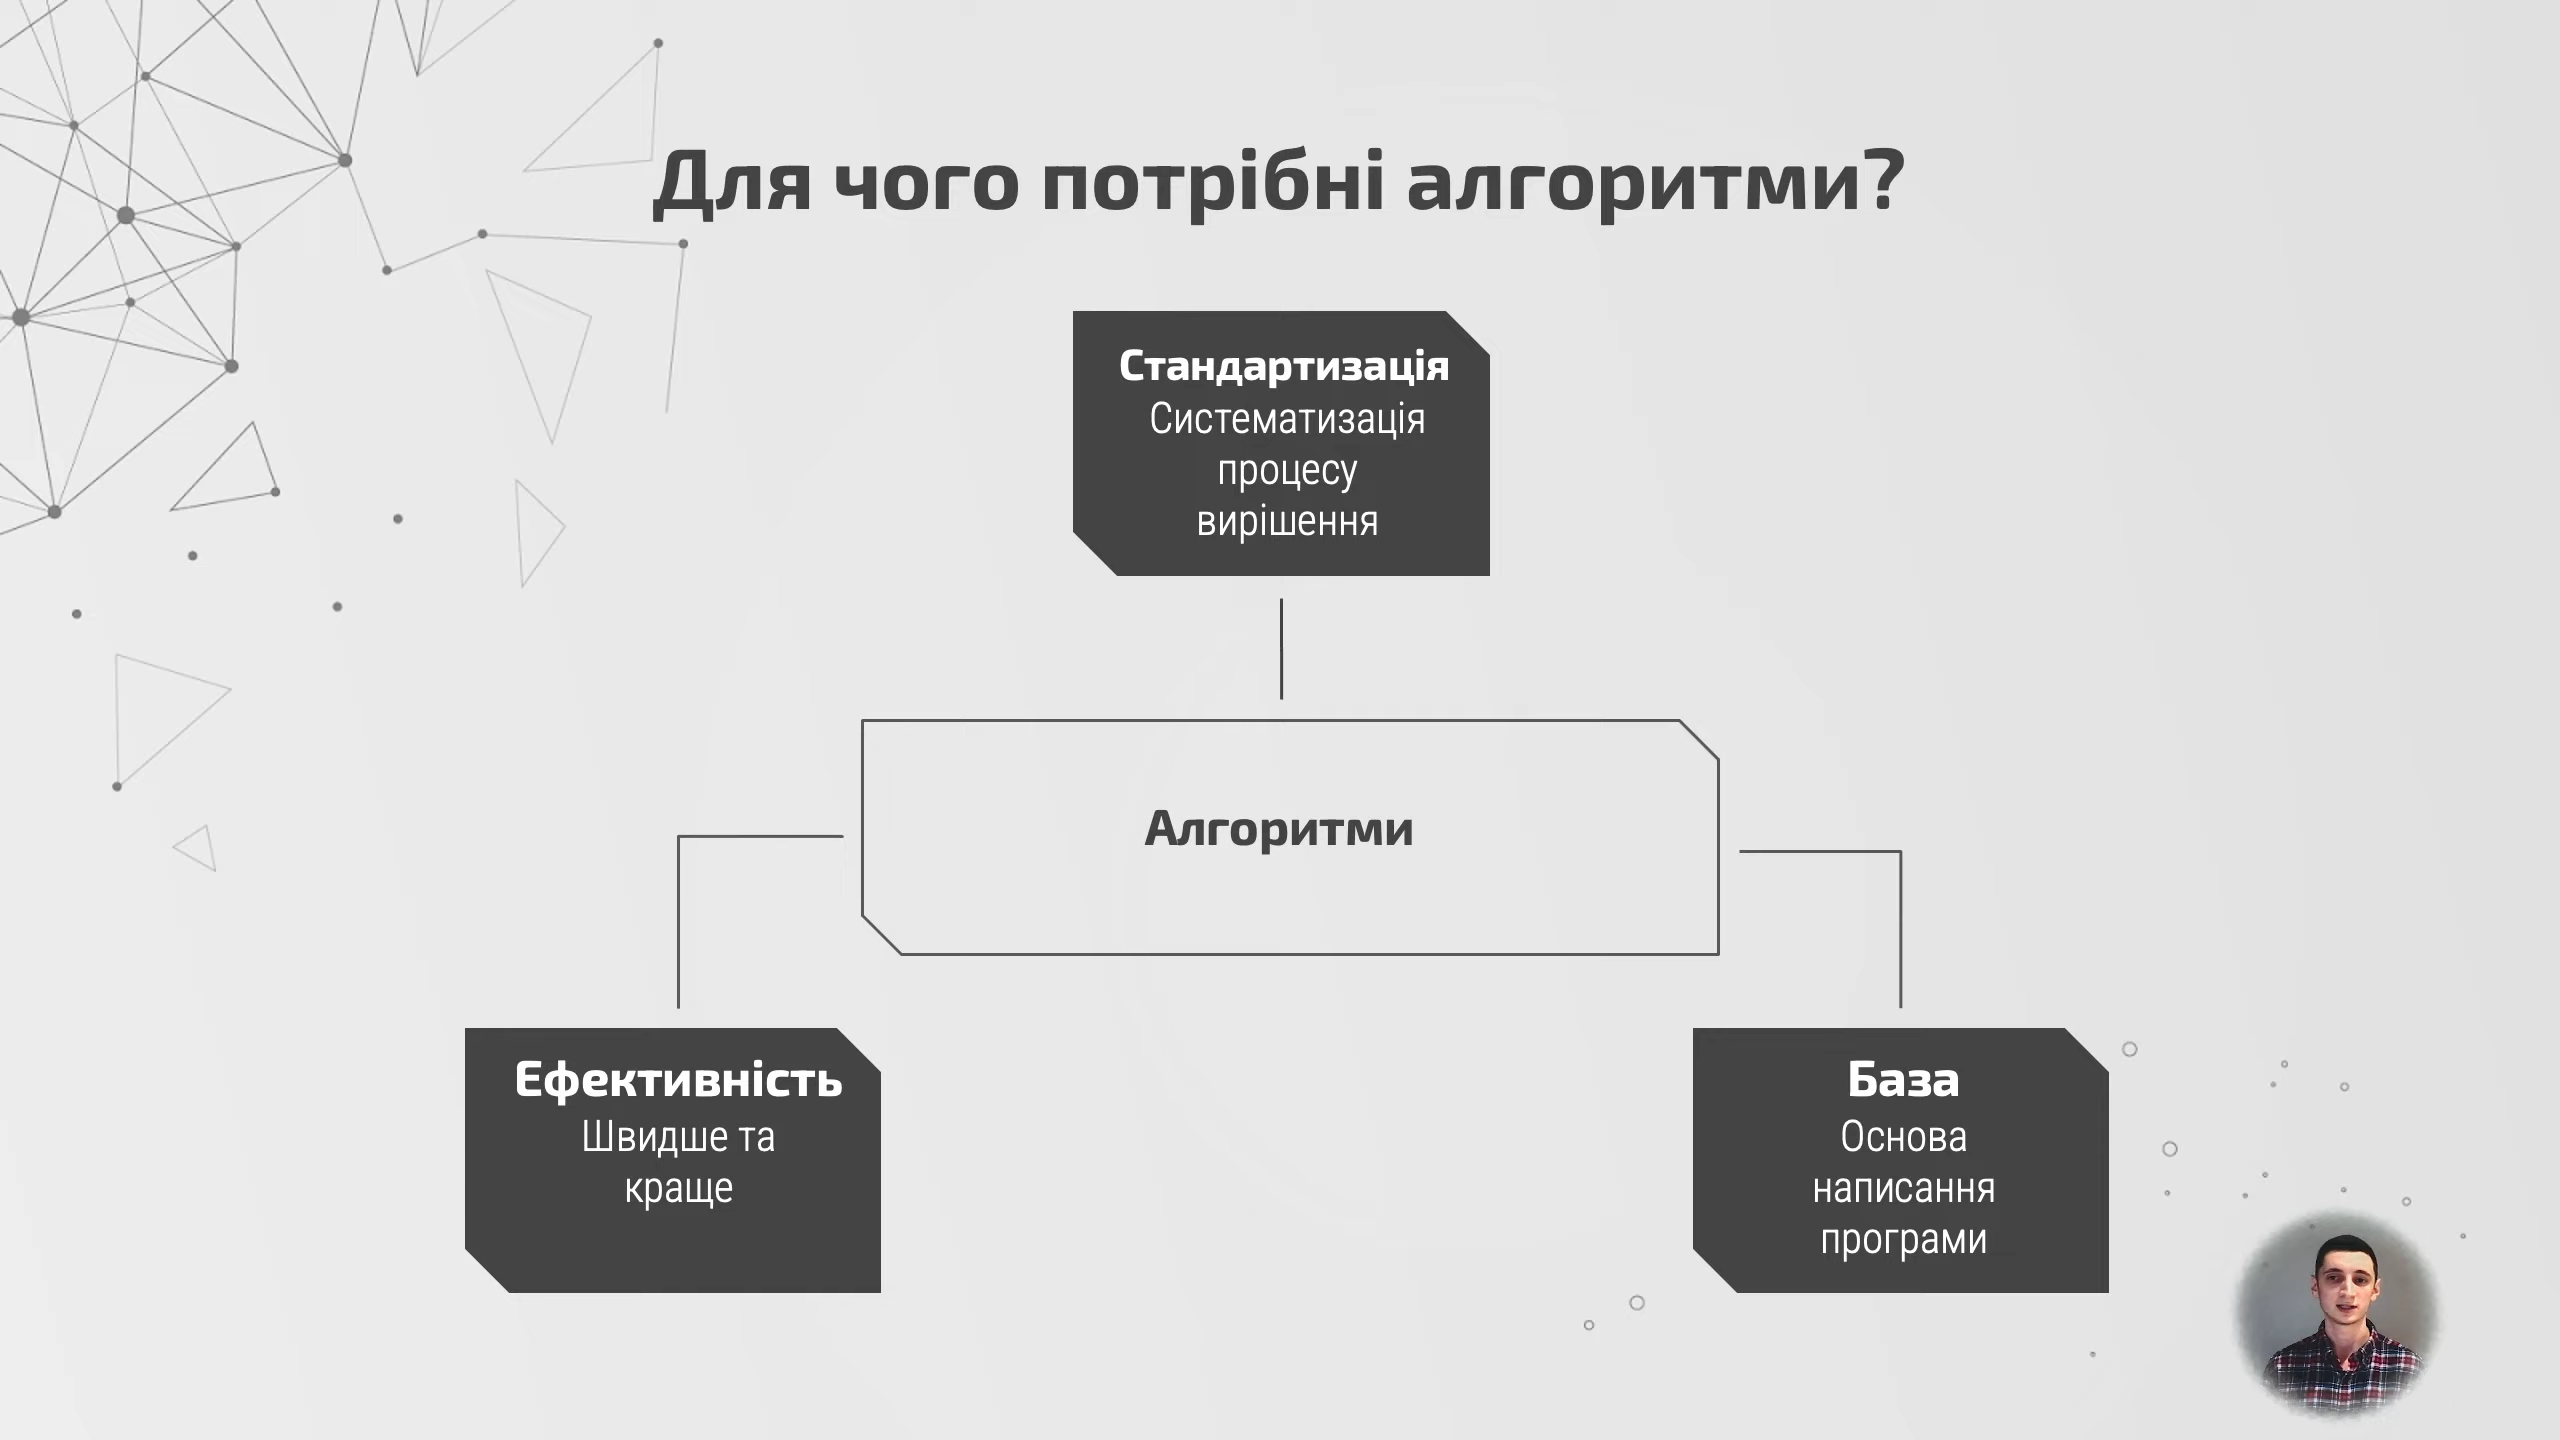 Для чого потрібні алгоритми?
Стандартизація
Систематизація
процесу
вирішення
Алгоритми
Ефективність
Швидше та
краще
База
Основа
написання
програми